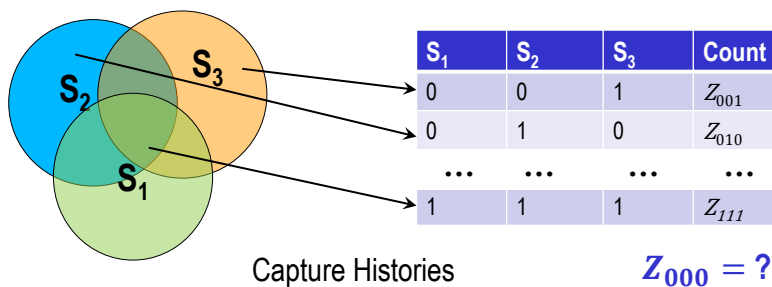 S₂
S₃
S₁
S₁ S₂ S₃ Count
0 0 1 Z₀₀₁
0 1 0 Z₀₁₀
... ... ... ...
1 1 1 Z₁₁₁
Capture Histories
Z₀₀₀ = ?